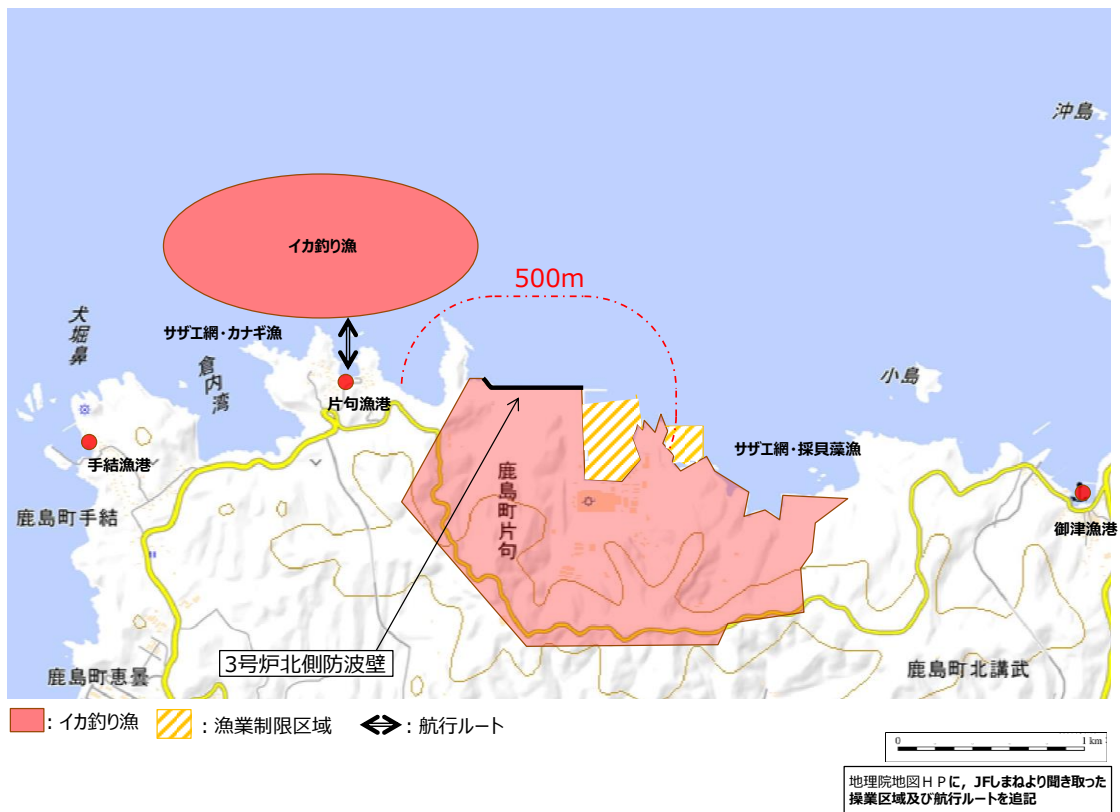 沖島
イカ釣り漁
500m
犬堀鼻
サザエ網・カナギ漁
倉内湾
小島
片句漁港
手結漁港
サザエ網・採貝藻漁
鹿島町片句
鹿島町手結
御津漁港
3号炉北側防波壁
鹿島町恵曇
鹿島町北講武
：イカ釣り漁
：漁業制限区域
：航行ルート
0 1 km
地理院地図ＨＰに，JFしまねより聞き取った
操業区域及び航行ルートを追記